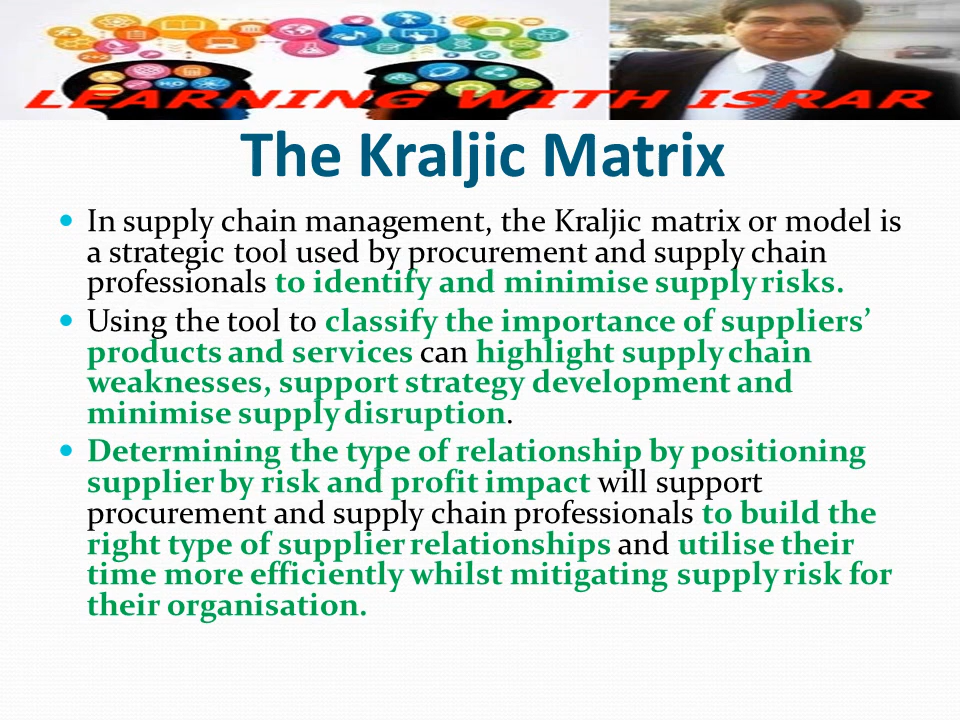 LEARNING WITH ISRAR
The Kraljic Matrix
In supply chain management, the Kraljic matrix or model is
a strategic tool used by procurement and supply chain
professionals to identify and minimise supply risks.
Using the tool to classify the importance of suppliers’
products and services can highlight supply chain
weaknesses, support strategy development and
minimise supply disruption.
Determining the type of relationship by positioning
supplier by risk and profit impact will support
procurement and supply chain professionals to build the
right type of supplier relationships and utilise their
time more efficiently whilst mitigating supply risk for
their organisation.